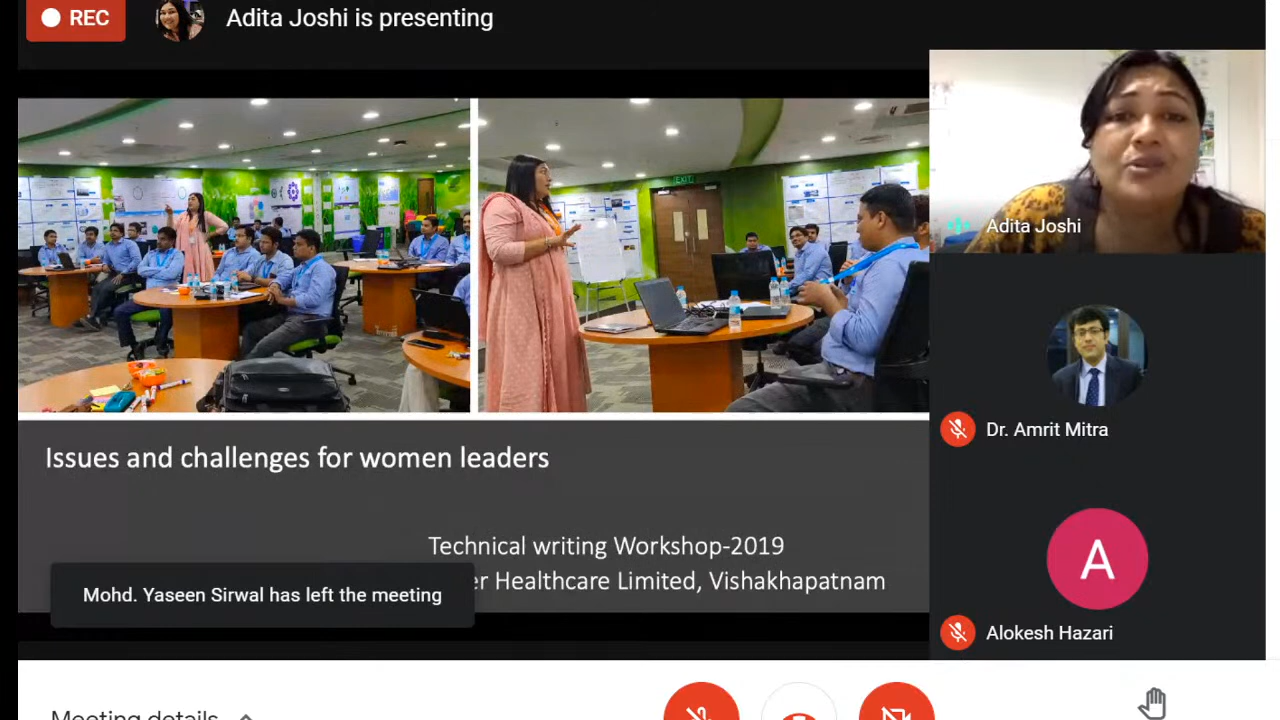 REC
Adita Joshi is presenting
EXIT
Adita Joshi
Dr. Amrit Mitra
A
Alokesh Hazari
Issues and challenges for women leaders
Technical writing Workshop-2019
Healthcare Limited, Vishakhapatnam
Mohd. Yaseen Sirwal has left the meeting
Meeting details